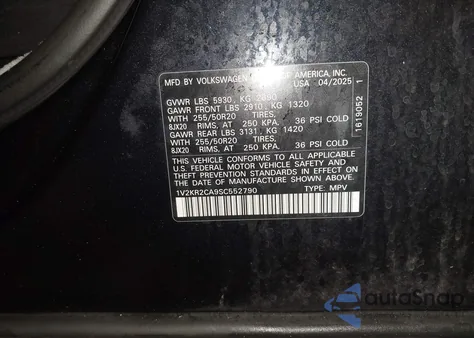 MFD. BY VOLKSWAGEN OF AMERICA, INC.
USA 04/2025
GVWR LBS 5930, KG
GAWR FRONT LBS 2910, KG 1320
WITH 255/50R20 TIRES,
8JX20 RIMS, AT 250 KPA. 36 PSI COLD
GAWR REAR LBS 3131, KG 1420
WITH 255/50R20 TIRES,
8JX20 RIMS, AT 250 KPA. 36 PSI COLD
THIS VEHICLE CONFORMS TO ALL APPLICABLE
U.S. FEDERAL MOTOR VEHICLE SAFETY AND
THEFT PREVENTION STANDARDS IN EFFECT ON
THE DATE OF MANUFACTURE SHOWN ABOVE.
1V2KR2CA9SC552790 TYPE: MPV
1619052 1
autoSnap